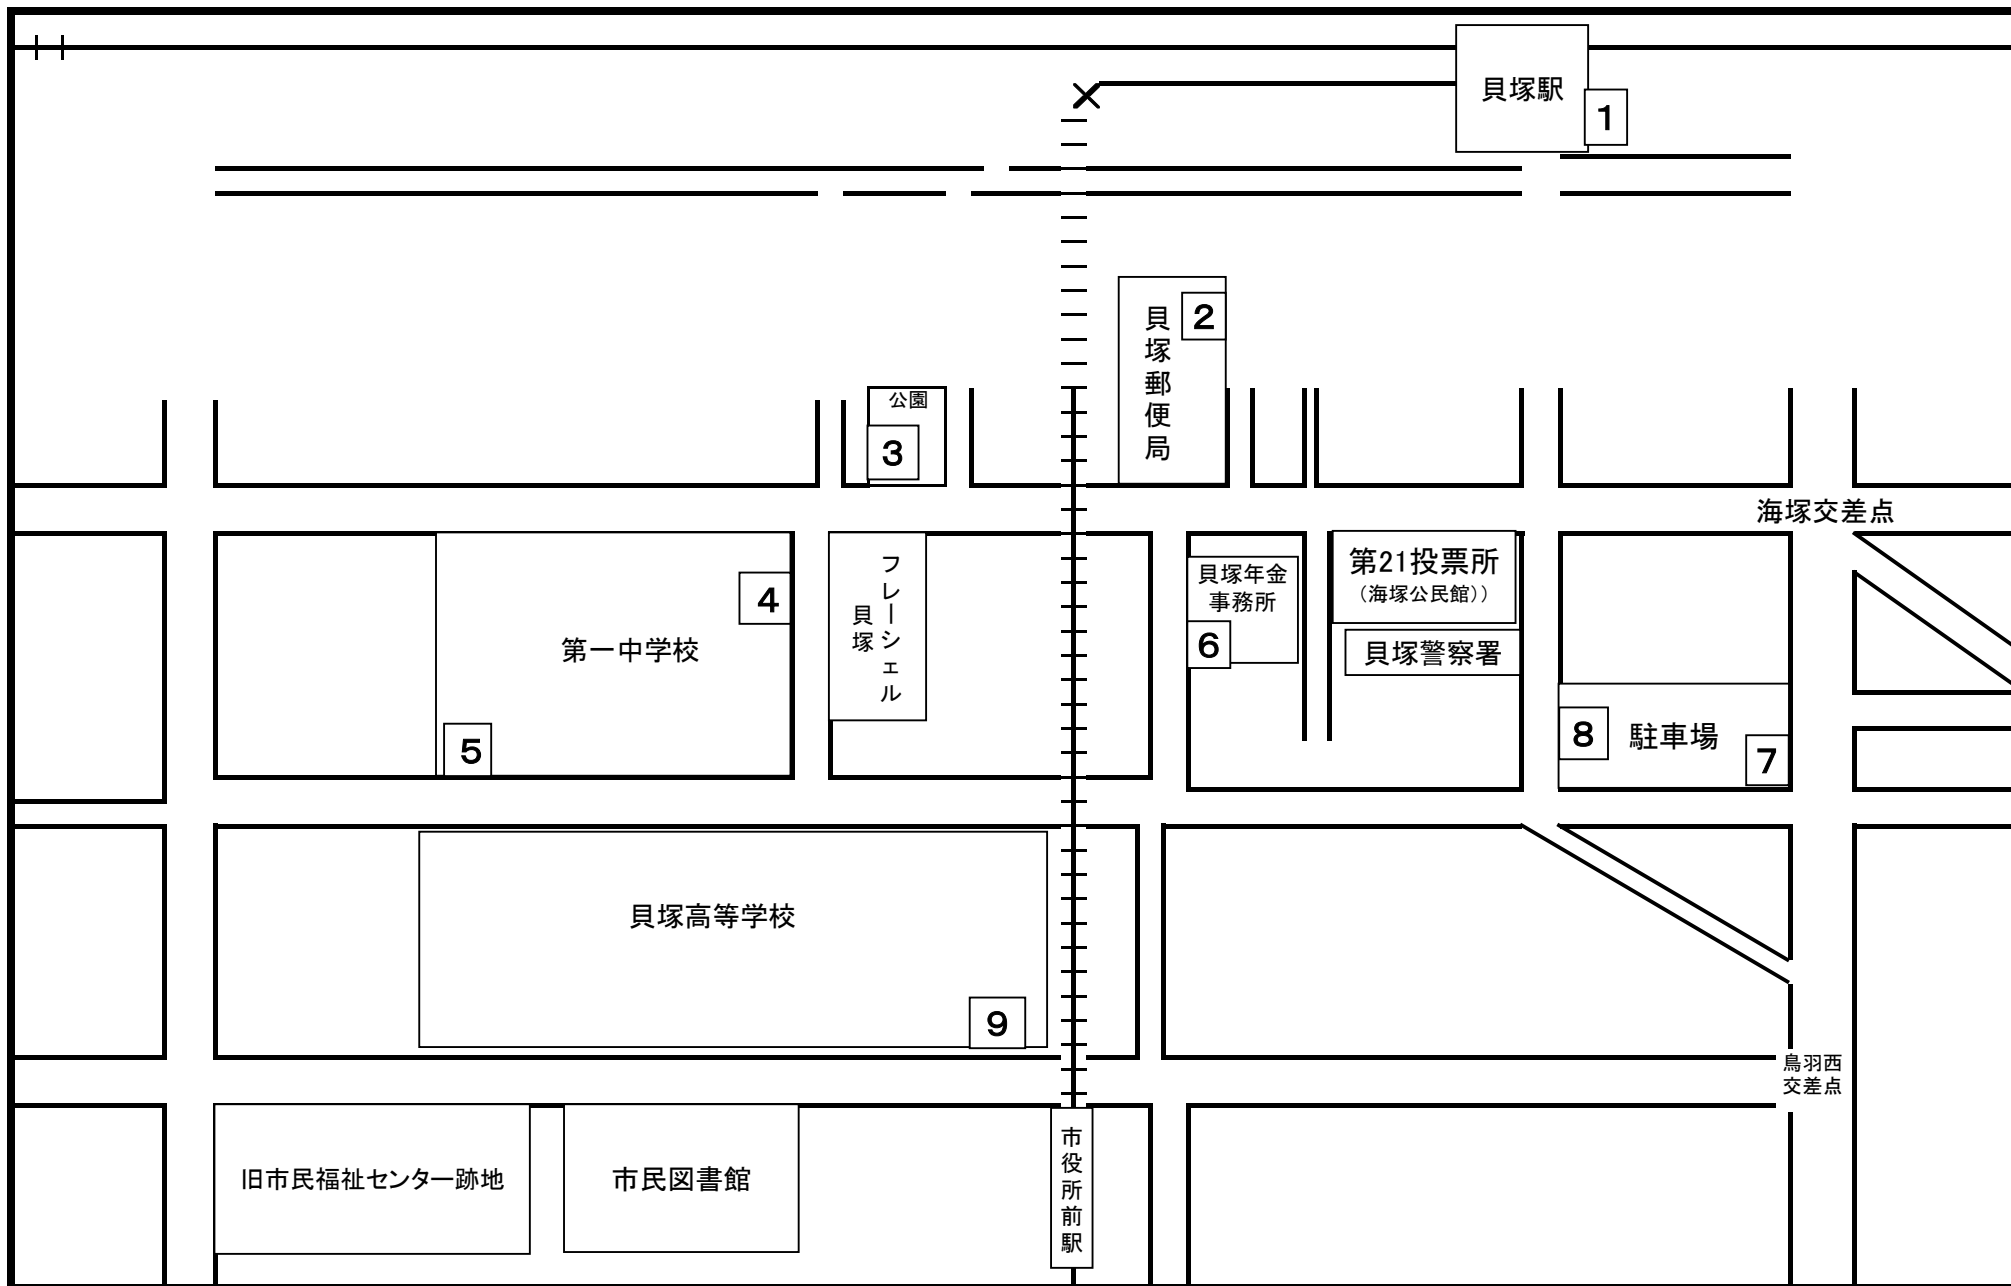 貝塚駅
1
貝塚郵便局
2
公園
3
海塚交差点
第一中学校
4
5
フレーシェル
貝塚
貝塚年金
事務所
6
第21投票所
（海塚公民館））
貝塚警察署
8
駐車場
7
貝塚高等学校
9
鳥羽西
交差点
旧市民福祉センター跡地
市民図書館
市役所前駅